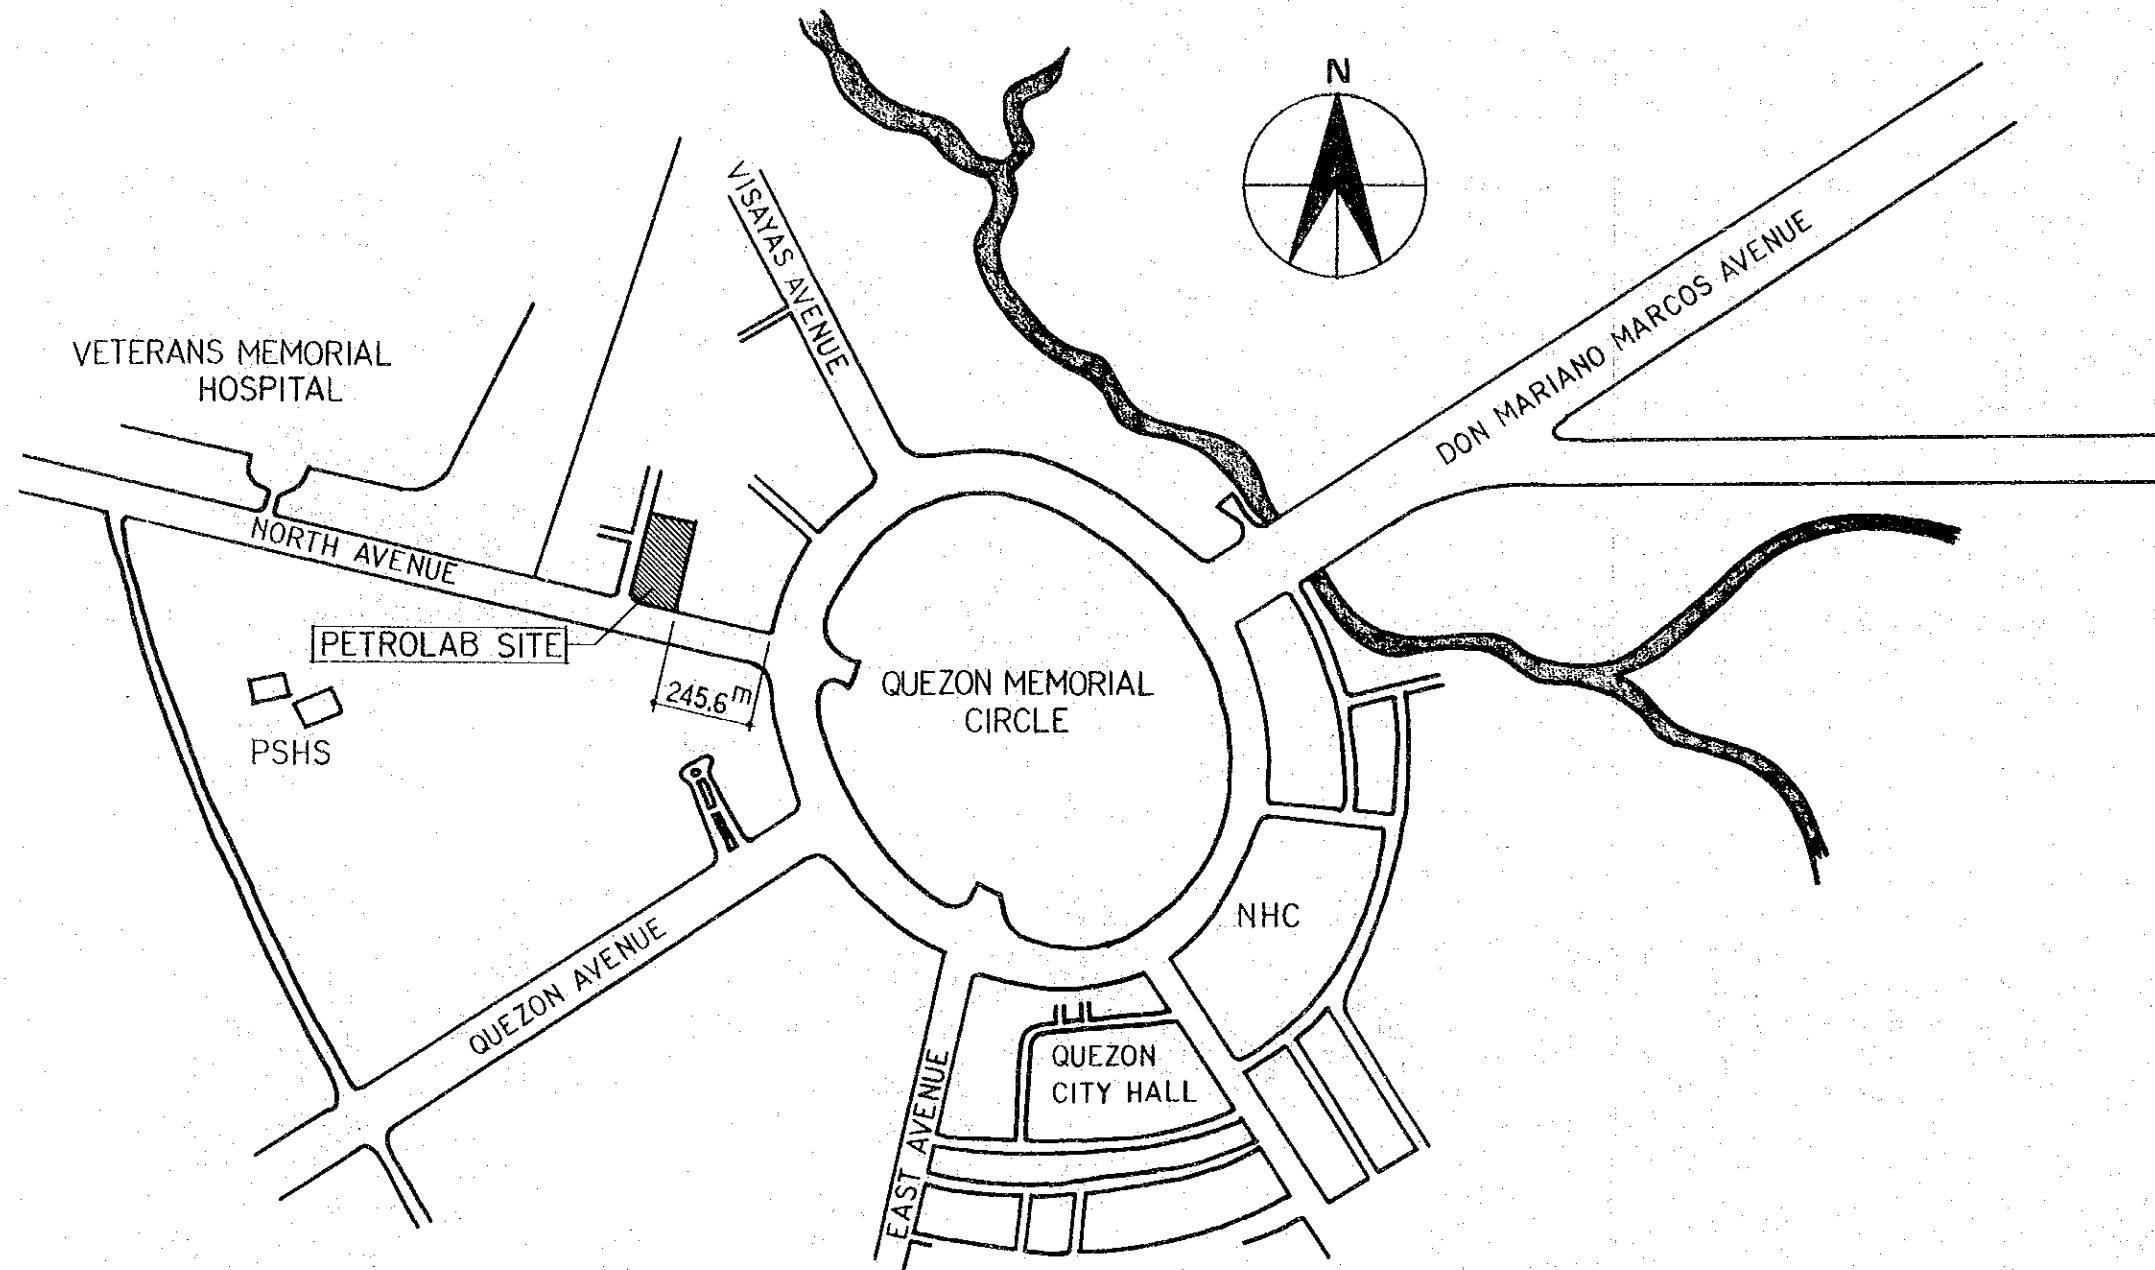 N
VISAYAS AVENUE
DON MARIANO MARCOS AVENUE
VETERANS MEMORIAL
HOSPITAL
NORTH AVENUE
PETROLAB SITE
245.6 m
QUEZON MEMORIAL
CIRCLE
PSHS
NHC
QUEZON AVENUE
QUEZON
CITY HALL
EAST AVENUE